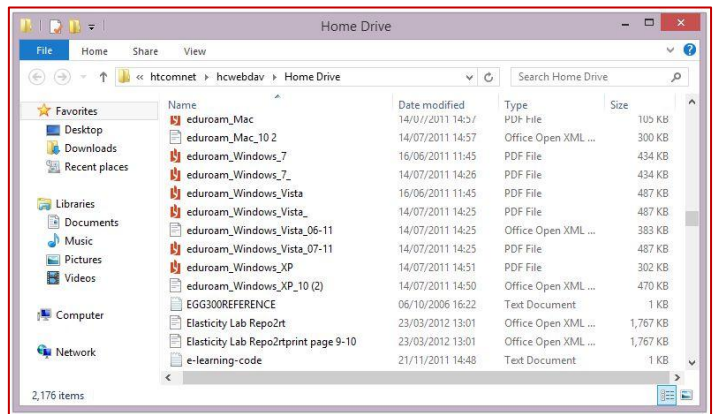 Home Drive
File Home Share View
« htcomnet ▸ hcwebdav ▸ Home Drive Search Home Drive
Favorites
Desktop
Downloads
Recent places
Libraries
Documents
Music
Pictures
Videos
Computer
Network
Name Date modified Type Size
eduroam_Mac 14/07/2011 14:57 PDF File 105 KB
eduroam_Mac_10 2 14/07/2011 14:57 Office Open XML ... 300 KB
eduroam_Windows_7 16/06/2011 11:45 PDF File 434 KB
eduroam_Windows_7_ 14/07/2011 14:26 PDF File 434 KB
eduroam_Windows_Vista 16/06/2011 11:45 PDF File 487 KB
eduroam_Windows_Vista_ 14/07/2011 14:25 PDF File 487 KB
eduroam_Windows_Vista_06-11 14/07/2011 14:25 Office Open XML ... 383 KB
eduroam_Windows_Vista_07-11 14/07/2011 14:25 PDF File 487 KB
eduroam_Windows_XP 14/07/2011 14:51 PDF File 302 KB
eduroam_Windows_XP_10 (2) 14/07/2011 14:50 Office Open XML ... 470 KB
EGG300REFERENCE 06/10/2006 16:22 Text Document 1 KB
Elasticity Lab Repo2rt 23/03/2012 13:01 Office Open XML ... 1,767 KB
Elasticity Lab Repo2rtprint page 9-10 23/03/2012 13:01 Office Open XML ... 1,767 KB
e-learning-code 21/11/2011 14:48 Text Document 1 KB
2,176 items